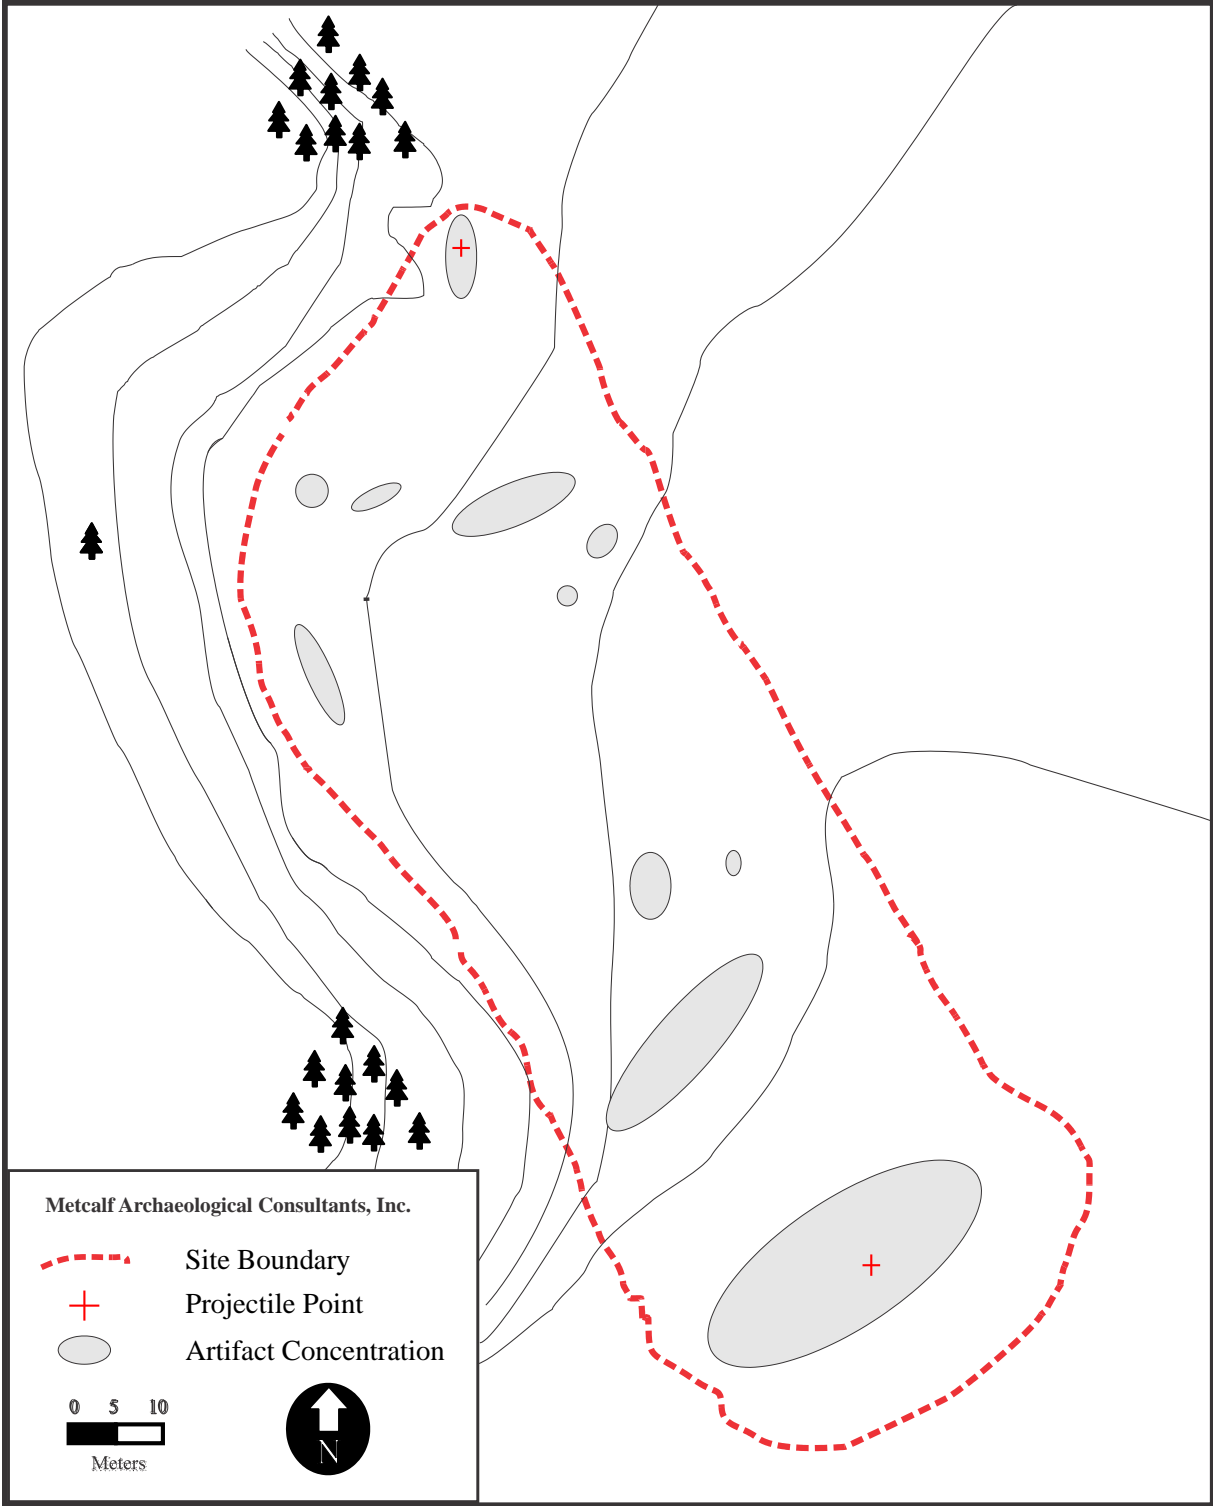 Metcalf Archaeological Consultants, Inc.
Site Boundary
Projectile Point
Artifact Concentration
0 5 10
Meters
N